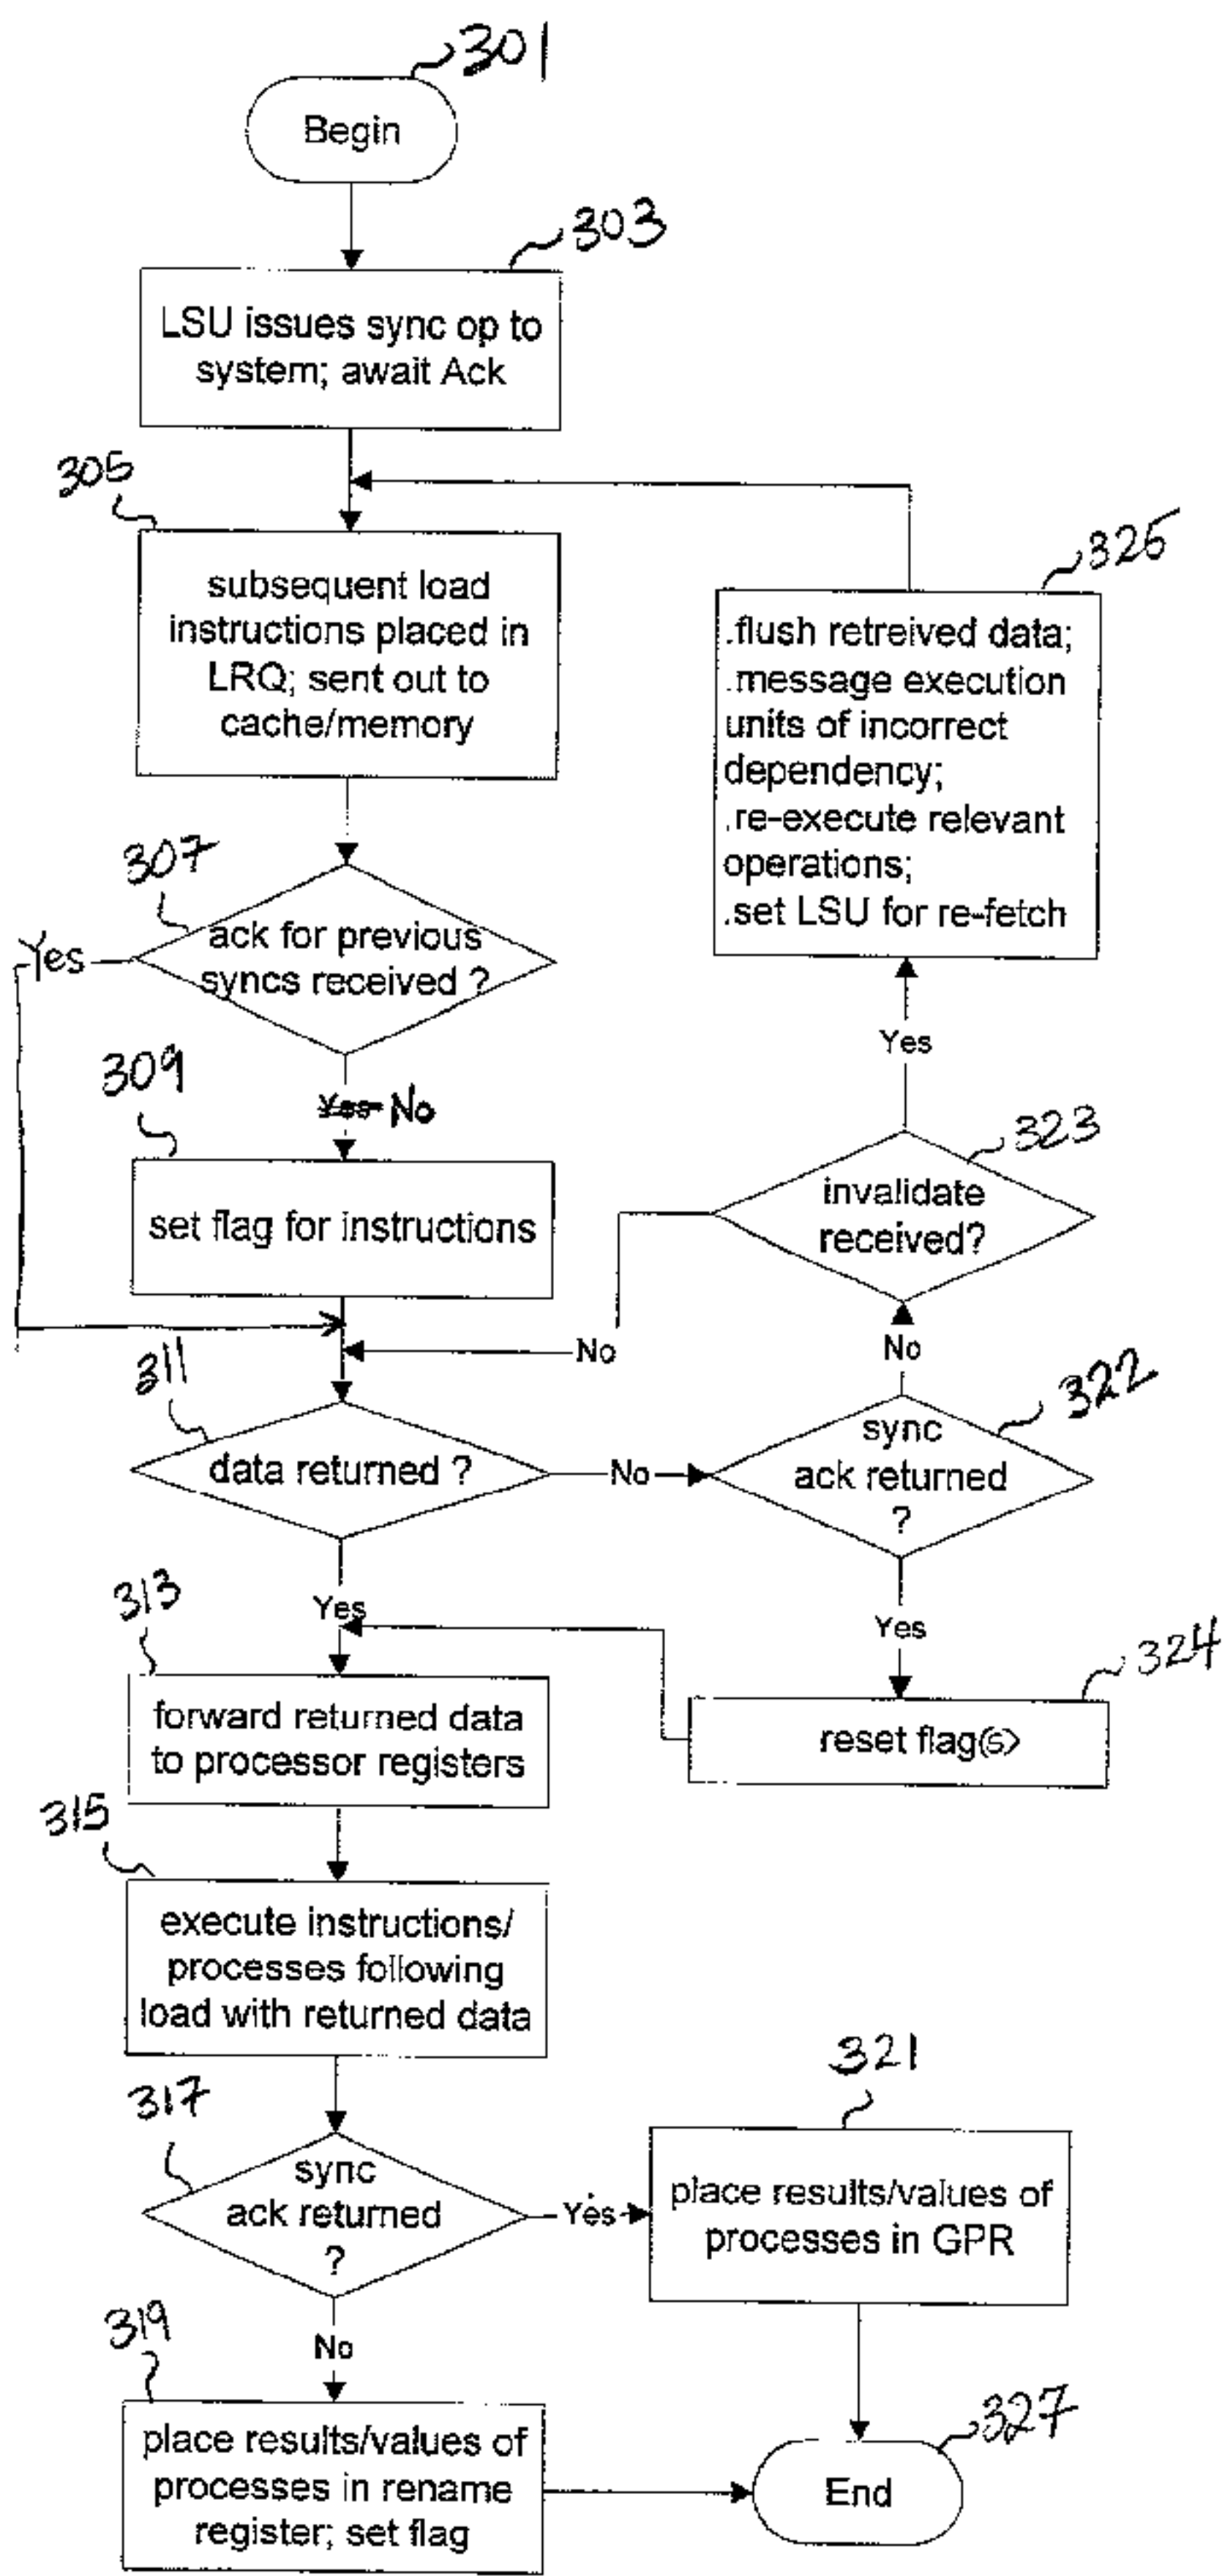 301
Begin
303
LSU issues sync op to
system; await Ack
305
subsequent load
instructions placed in
LRQ; sent out to
cache/memory
325
.flush retreived data;
.message execution
units of incorrect
dependency;
.re-execute relevant
operations;
.set LSU for re-fetch
307
ack for previous
syncs received ?
Yes
Yes
309
Yes No
323
set flag for instructions
invalidate
received?
No
No
311
322
data returned ?
No
sync
ack returned
?
313
Yes
Yes
324
forward returned data
to processor registers
reset flag(s)
315
execute instructions/
processes following
load with returned data
317
321
sync
ack returned
?
Yes
place results/values of
processes in GPR
319
No
327
place results/values of
processes in rename
register; set flag
End